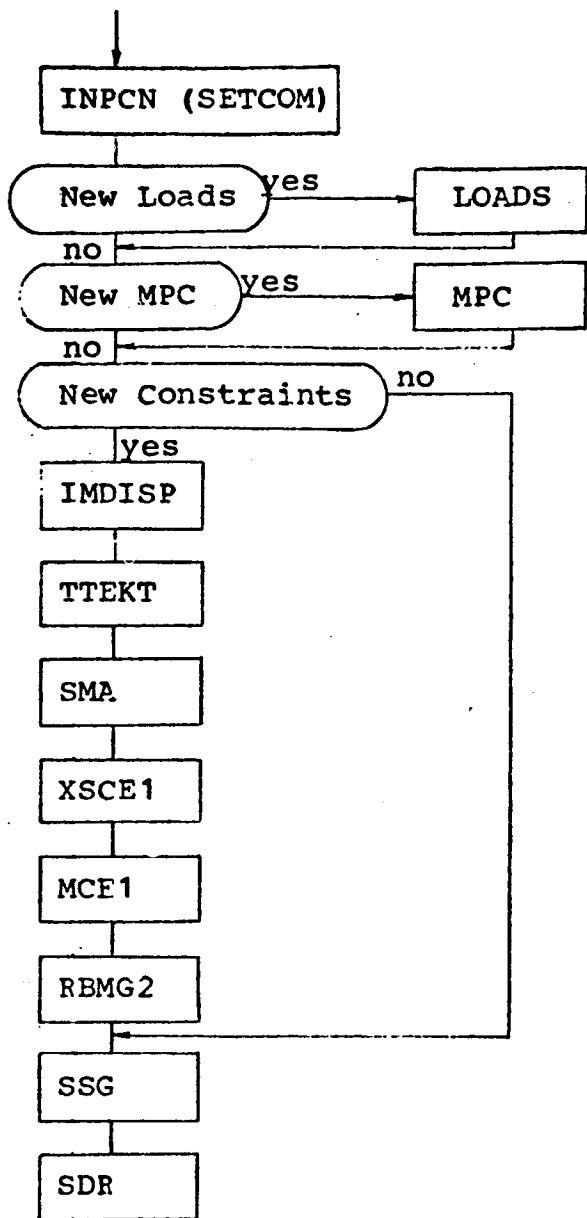 INPCN (SETCOM)
New Loads
yes
LOADS
no
New MPC
yes
MPC
no
New Constraints
no
yes
IMDISP
TTEKT
SMA
XSCE1
MCE1
RBMG2
SSG
SDR